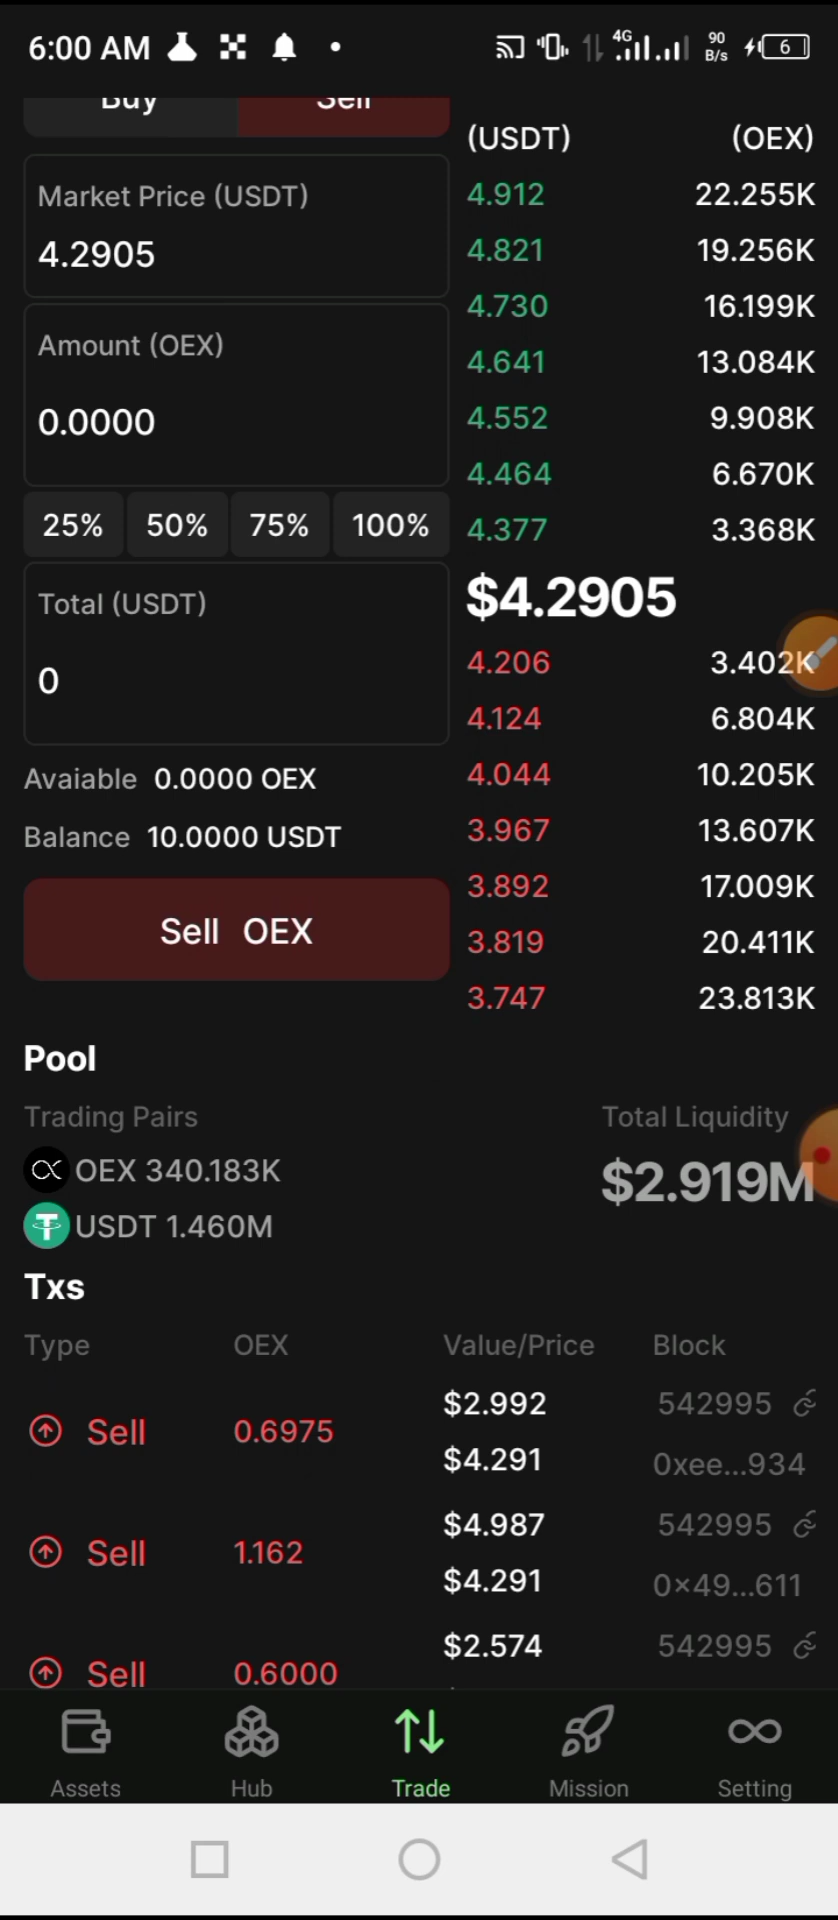 6:00 AM
4G
90
B/s
6
Buy
Sell
Market Price (USDT)
4.2905
Amount (OEX)
0.0000
25%
50%
75%
100%
Total (USDT)
0
Avaiable 0.0000 OEX
Balance 10.0000 USDT
Sell OEX
(USDT) (OEX)
4.912 22.255K
4.821 19.256K
4.730 16.199K
4.641 13.084K
4.552 9.908K
4.464 6.670K
4.377 3.368K
$4.2905
4.206 3.402K
4.124 6.804K
4.044 10.205K
3.967 13.607K
3.892 17.009K
3.819 20.411K
3.747 23.813K
Pool
Trading Pairs
Total Liquidity
OEX 340.183K
USDT 1.460M
$2.919M
Txs
Type OEX Value/Price Block
Sell 0.6975 $2.992 542995
$4.291 0xee...934
Sell 1.162 $4.987 542995
$4.291 0×49...611
Sell 0.6000 $2.574 542995
Assets
Hub
Trade
Mission
Setting